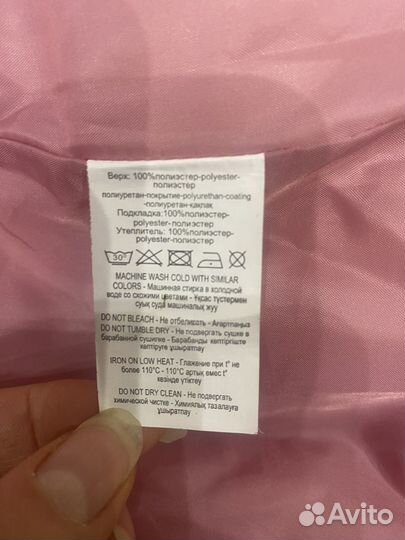 Верх: 100%полиэстер-polyester-
полиэстер
полиуретан-покрытие-polyurethan-coating
-полиуретан-қаклақ
Подкладка:100%полиэстер-
polyester-полиэстер
Утеплитель: 100%полиэстер-
polyester-полиэстер
30°
MACHINE WASH COLD WITH SIMILAR
COLORS - Машинная стирка в холодной
воде со схожими цветами - Ұқсас түстермен
суық суда машиналық жуу
DO NOT BLEACH - Не отбеливать - Ағартпаңыз
DO NOT TUMBLE DRY - Не подвергать сушке в
барабанной сушилке - Барабанды кептіргіште
кептіруге ұшыратпау
IRON ON LOW HEAT - Глажение при t° не
более 110°C - 110°C артық емес t°
кезінде үтіктеу
DO NOT DRY CLEAN - Не подвергать
химической чистке - Химиялық тазалауға
ұшыратпау
Avito